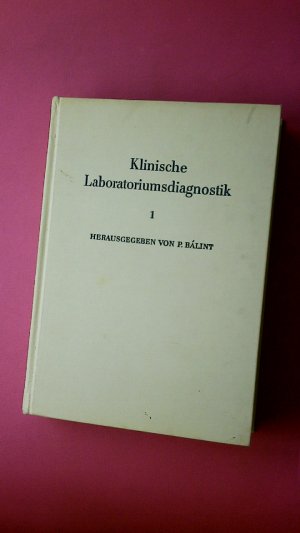 Klinische
Laboratoriumsdiagnostik
1
HERAUSGEGEBEN VON P. BÁLINT